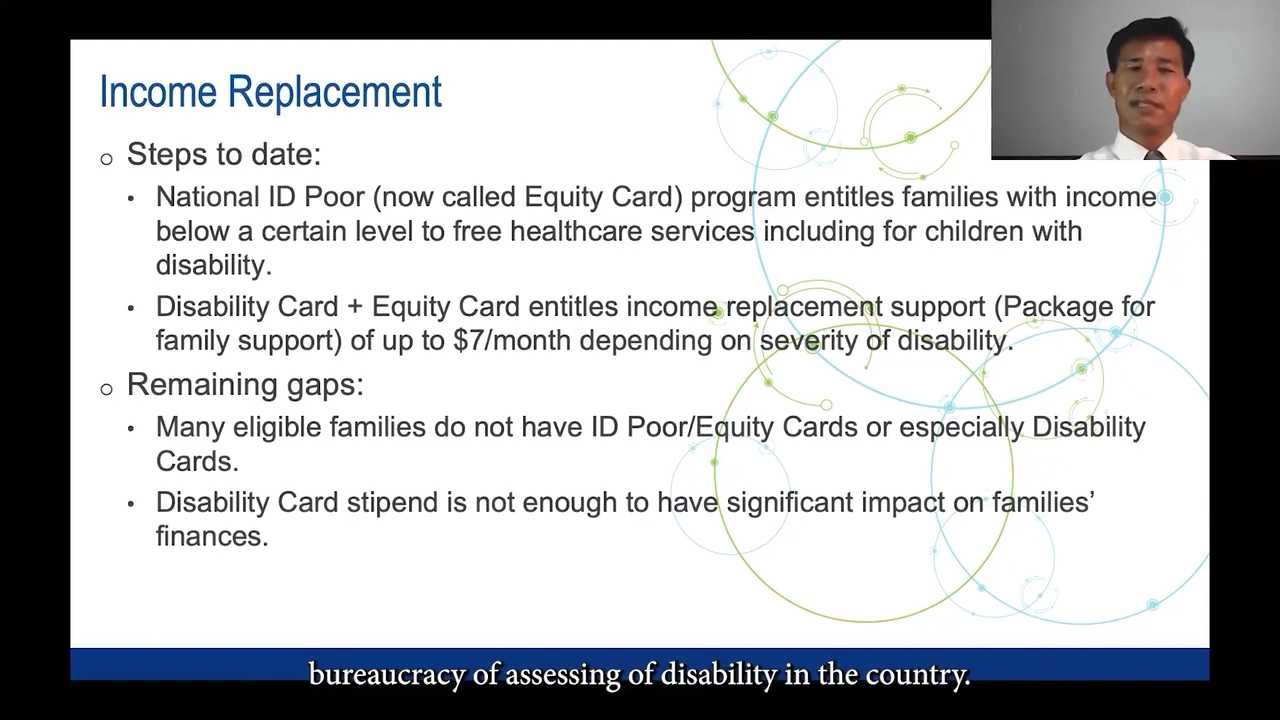 Income Replacement
o Steps to date:
• National ID Poor (now called Equity Card) program entitles families with income
below a certain level to free healthcare services including for children with
disability.
• Disability Card + Equity Card entitles income replacement support (Package for
family support) of up to $7/month depending on severity of disability.
o Remaining gaps:
• Many eligible families do not have ID Poor/Equity Cards or especially Disability
Cards.
• Disability Card stipend is not enough to have significant impact on families’
finances.
bureaucracy of assessing of disability in the country.